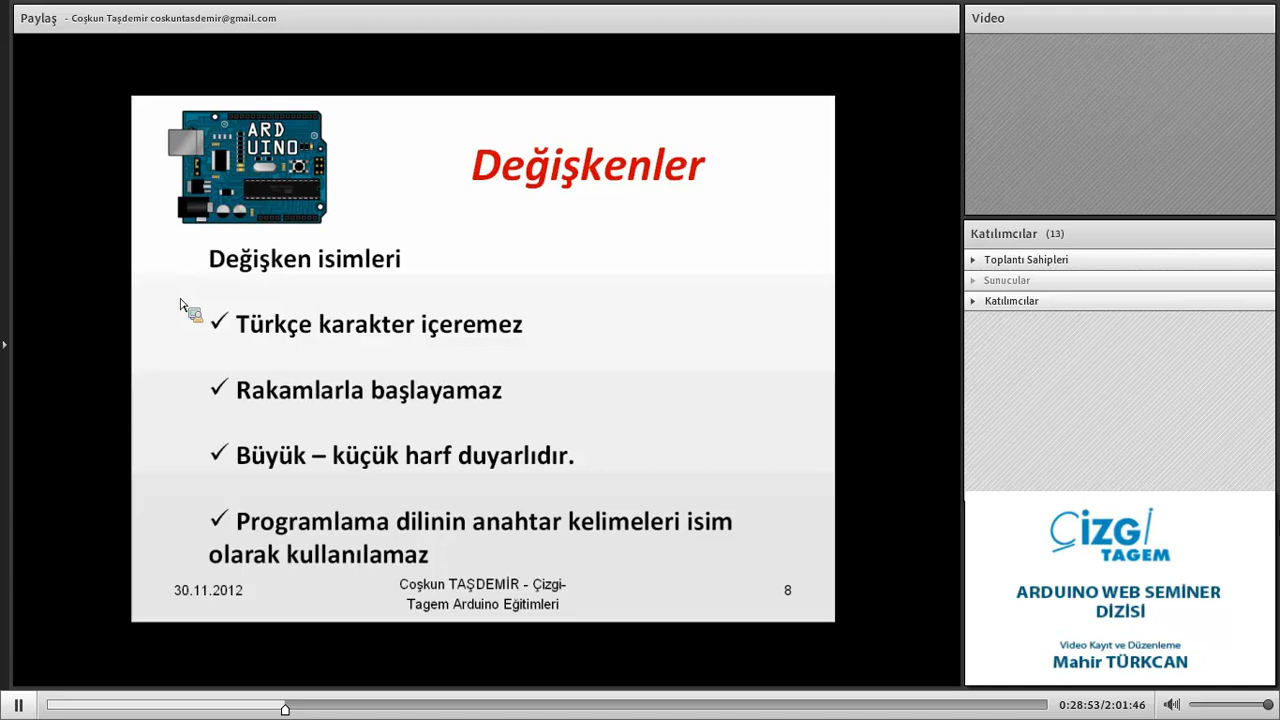 Paylaş - Coşkun Taşdemir coskuntasdemir@gmail.com
ARD
UINO
Değişkenler
Değişken isimleri
✓ Türkçe karakter içeremez
✓ Rakamlarla başlayamaz
✓ Büyük – küçük harf duyarlıdır.
✓ Programlama dilinin anahtar kelimeleri isim
olarak kullanılamaz
30.11.2012
Coşkun TAŞDEMİR - Çizgi-
Tagem Arduino Eğitimleri
8
Video
Katılımcılar (13)
Toplantı Sahipleri
Sunucular
Katılımcılar
ÇİZGİ
TAGEM
ARDUINO WEB SEMINER
DİZİSİ
Video Kayıt ve Düzenleme
Mahir TÜRKCAN
0:28:53/2:01:46